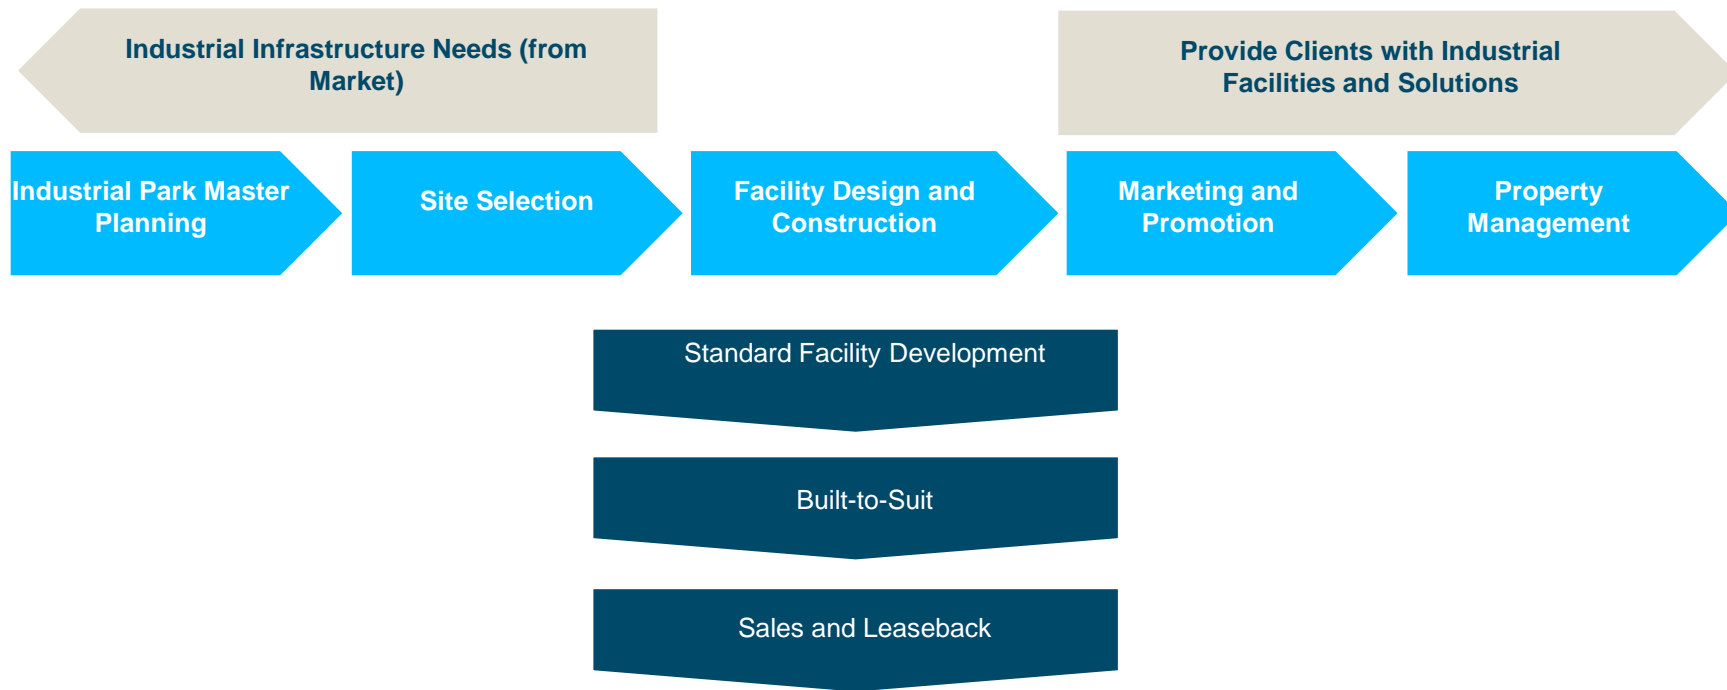 Industrial Infrastructure Needs (from
Market)
Provide Clients with Industrial
Facilities and Solutions
Industrial Park Master
Planning
Site Selection
Facility Design and
Construction
Marketing and
Promotion
Property
Management
Standard Facility Development
Built-to-Suit
Sales and Leaseback